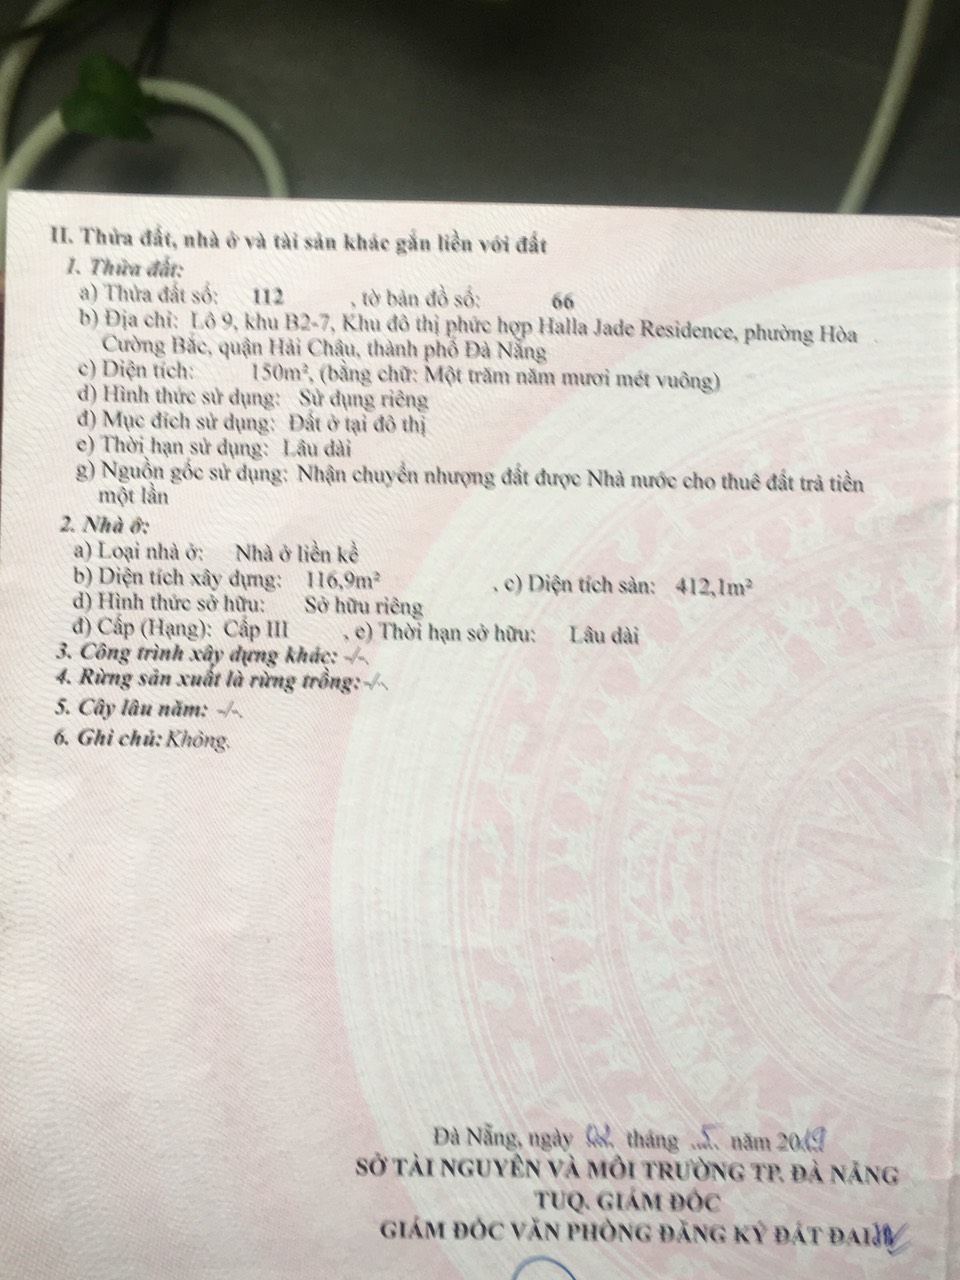 II. Thửa đất, nhà ở và tài sản khác gắn liền với đất
1. Thửa đất:
a) Thửa đất số: 112 , tờ bản đồ số: 66
b) Địa chỉ: Lô 9, khu B2-7, Khu đô thị phức hợp Halla Jade Residence, phường Hòa
Cường Bắc, quận Hải Châu, thành phố Đà Nẵng
c) Diện tích: 150m², (bằng chữ: Một trăm năm mươi mét vuông)
d) Hình thức sử dụng: Sử dụng riêng
đ) Mục đích sử dụng: Đất ở tại đô thị
e) Thời hạn sử dụng: Lâu dài
g) Nguồn gốc sử dụng: Nhận chuyển nhượng đất được Nhà nước cho thuê đất trả tiền
một lần
2. Nhà ở:
a) Loại nhà ở: Nhà ở liền kề
b) Diện tích xây dựng: 116,9m² , c) Diện tích sàn: 412,1m²
d) Hình thức sở hữu: Sở hữu riêng
đ) Cấp (Hạng): Cấp III , e) Thời hạn sở hữu: Lâu dài
3. Công trình xây dựng khác: -/-.
4. Rừng sản xuất là rừng trồng: -/-.
5. Cây lâu năm: -/-.
6. Ghi chú: Không.
Đà Nẵng, ngày 02 tháng 5 năm 2019
SỞ TÀI NGUYÊN VÀ MÔI TRƯỜNG TP. ĐÀ NẴNG
TUQ. GIÁM ĐỐC
GIÁM ĐỐC VĂN PHÒNG ĐĂNG KÝ ĐẤT ĐAI